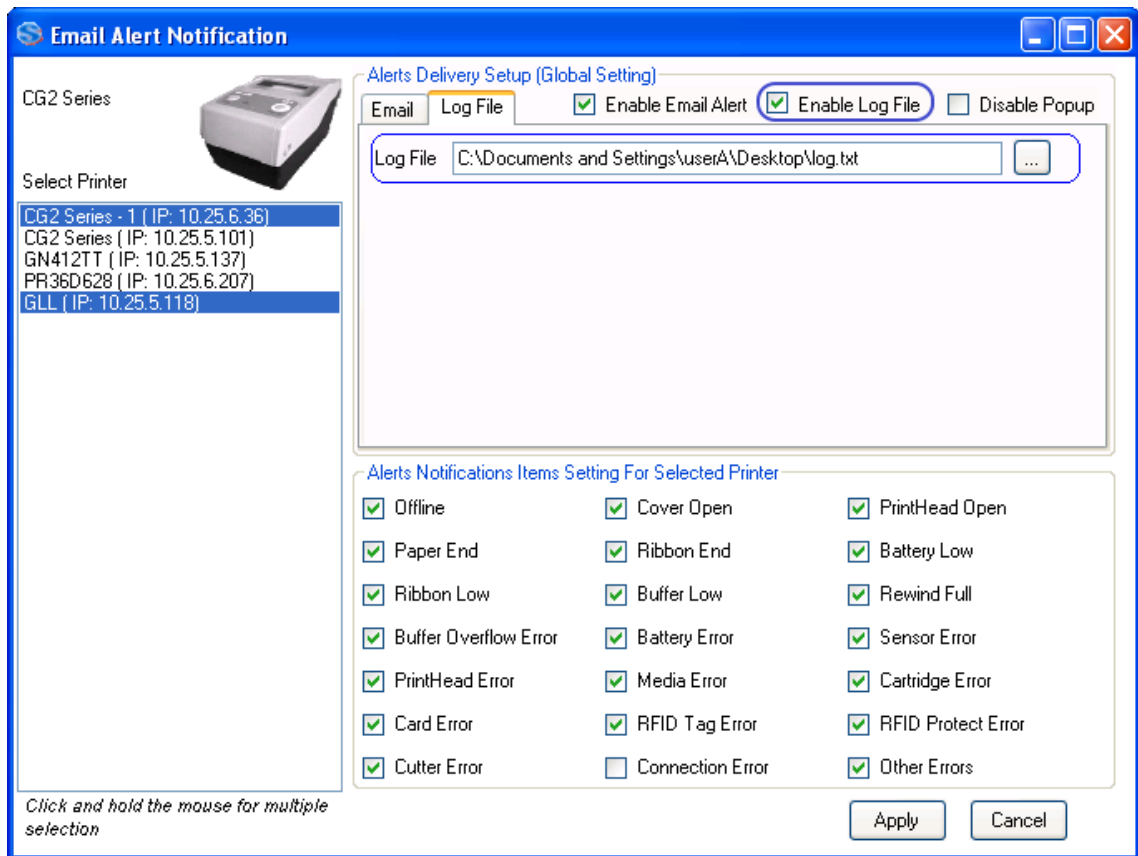 Email Alert Notification
CG2 Series
Select Printer
CG2 Series - 1 ( IP: 10.25.6.36)
CG2 Series ( IP: 10.25.5.101)
GN412TT ( IP: 10.25.5.137)
PR36D628 ( IP: 10.25.6.207)
GLL ( IP: 10.25.5.118)
Click and hold the mouse for multiple
selection
Alerts Delivery Setup (Global Setting)
Email Log File Enable Email Alert Enable Log File Disable Popup
Log File C:\Documents and Settings\userA\Desktop\log.txt ...
Alerts Notifications Items Setting For Selected Printer
Offline Cover Open PrintHead Open
Paper End Ribbon End Battery Low
Ribbon Low Buffer Low Rewind Full
Buffer Overflow Error Battery Error Sensor Error
PrintHead Error Media Error Cartridge Error
Card Error RFID Tag Error RFID Protect Error
Cutter Error Connection Error Other Errors
Apply Cancel